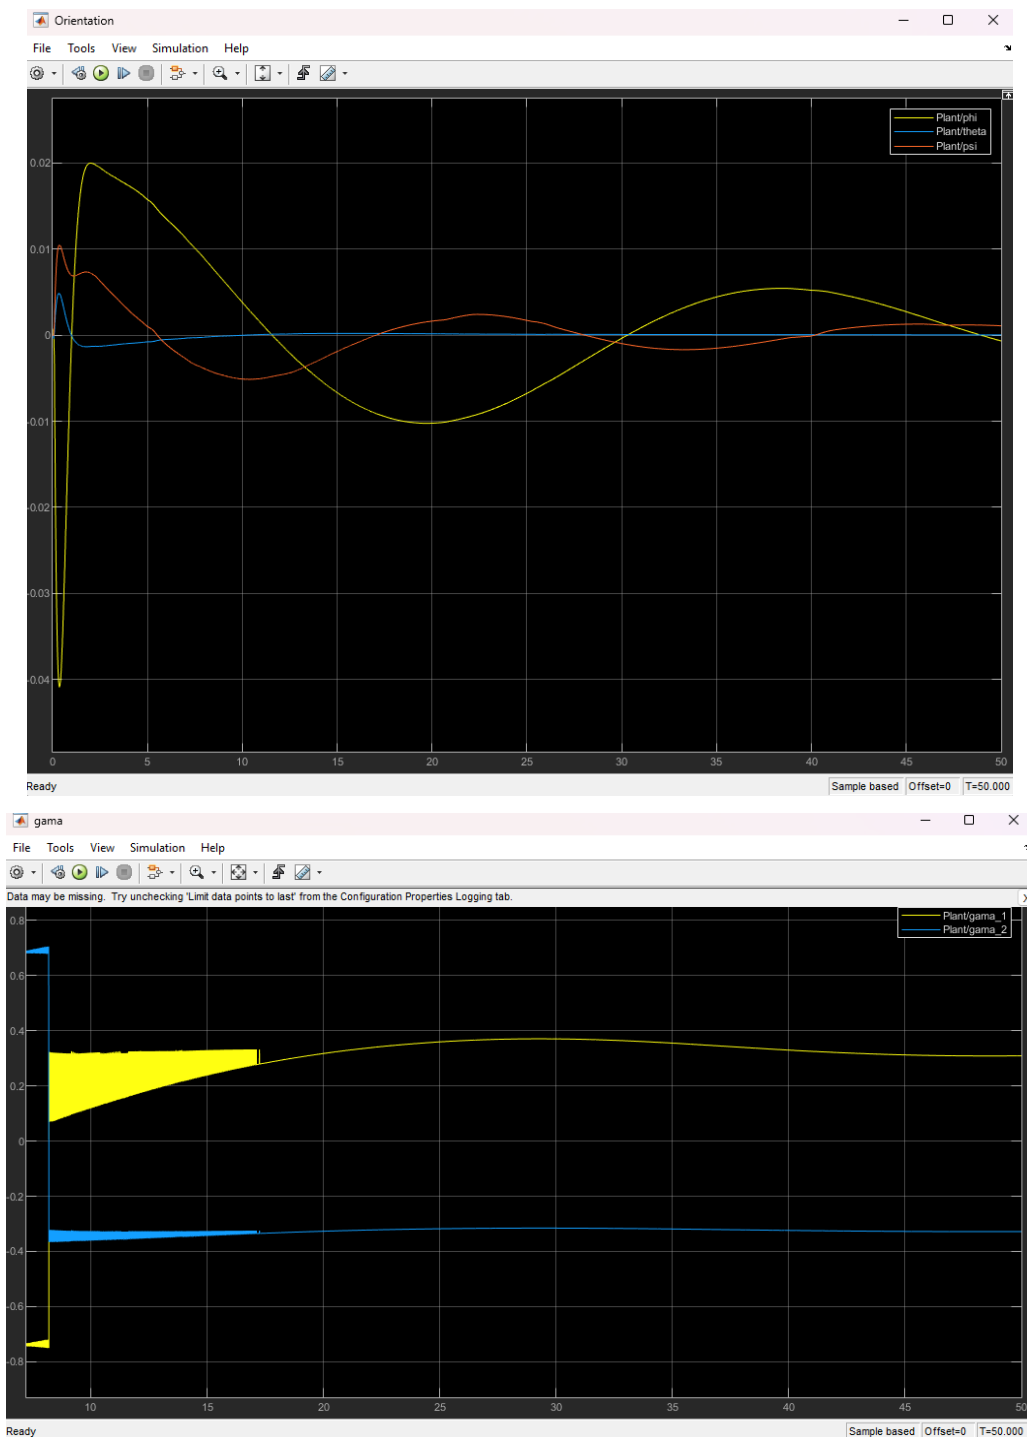 Orientation
File Tools View Simulation Help
Plant/phi
Plant/theta
Plant/psi
0.02
0.01
0
-0.01
-0.02
-0.03
-0.04
0 5 10 15 20 25 30 35 40 45 50
Ready Sample based Offset=0 T=50.000
gama
File Tools View Simulation Help
Data may be missing. Try unchecking 'Limit data points to last' from the Configuration Properties Logging tab.
Plant/gama_1
Plant/gama_2
0.8
0.6
0.4
0.2
0
-0.2
-0.4
-0.6
-0.8
10 15 20 25 30 35 40 45 50
Ready Sample based Offset=0 T=50.000